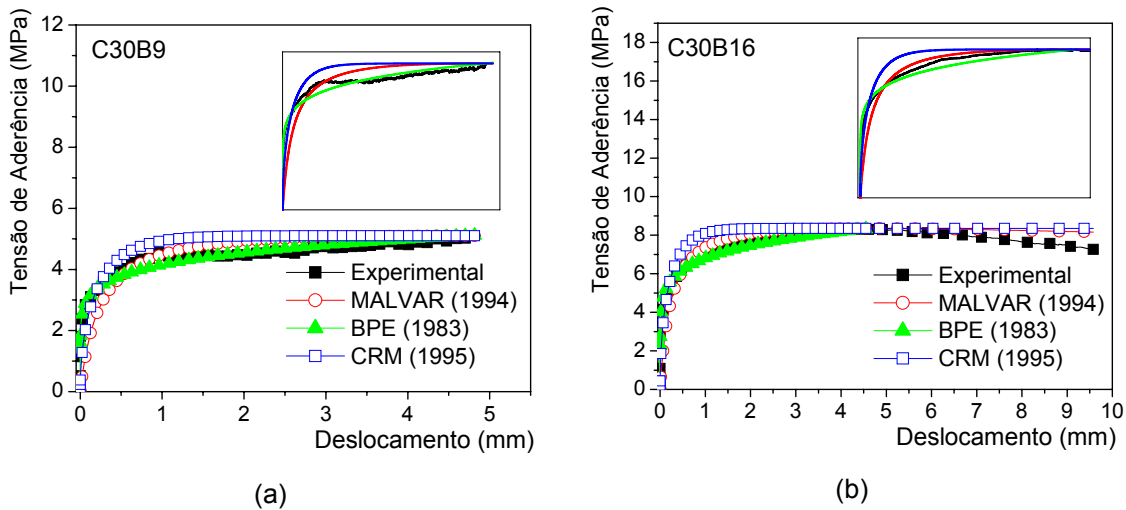 C30B9
Tensão de Aderência (MPa)
12
10
8
6
4
2
0
0 1 2 3 4 5
Deslocamento (mm)
Experimental
MALVAR (1994)
BPE (1983)
CRM (1995)
(a)
C30B16
Tensão de Aderência (MPa)
18
16
14
12
10
8
6
4
2
0
0 1 2 3 4 5 6 7 8 9 10
Deslocamento (mm)
Experimental
MALVAR (1994)
BPE (1983)
CRM (1995)
(b)